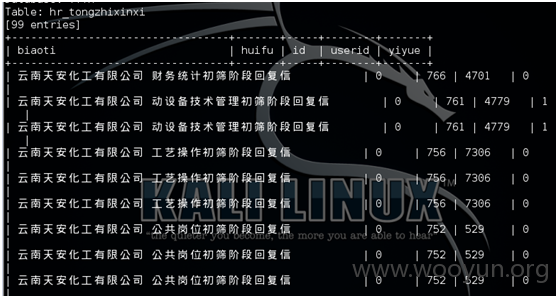 Table: hr_tongzhixinxi
[99 entries]
| biaoti | huifu | id | userid | yiyue |
| 云南天安化工有限公司 财务统计初筛阶段回复信 | 0 | 766 | 4701 | 0
| 云南天安化工有限公司 动设备技术管理初筛阶段回复信 | 0 | 761 | 4779 | 1
|
| 云南天安化工有限公司 动设备技术管理初筛阶段回复信 | 0 | 761 | 4779 | 1
|
| 云南天安化工有限公司 工艺操作初筛阶段回复信 | 0 | 756 | 7306 | 0
| 云南天安化工有限公司 工艺操作初筛阶段回复信 | 0 | 756 | 7306 | 0
| 云南天安化工有限公司 工艺操作初筛阶段回复信 | 0 | 756 | 7306 | 0
| 云南天安化工有限公司 公共岗位初筛阶段回复信 | 0 | 752 | 529 | 0
| 云南天安化工有限公司 公共岗位初筛阶段回复信 | 0 | 752 | 529 | 0
| 云南天安化工有限公司 公共岗位初筛阶段回复信 | 0 | 752 | 529 | 0
KALI LINUX™
"the quieter you become, the more you are able to hear
www.wooyun.org